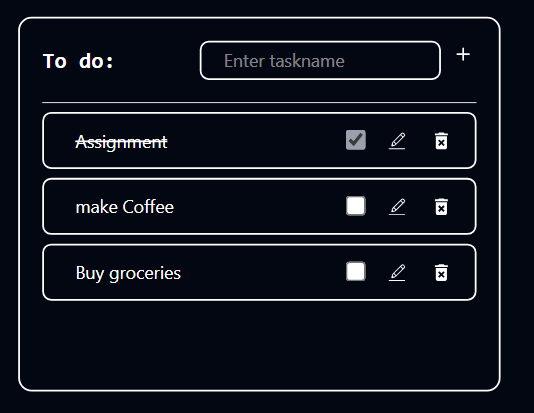 To do:
Enter taskname
Assignment
make Coffee
Buy groceries